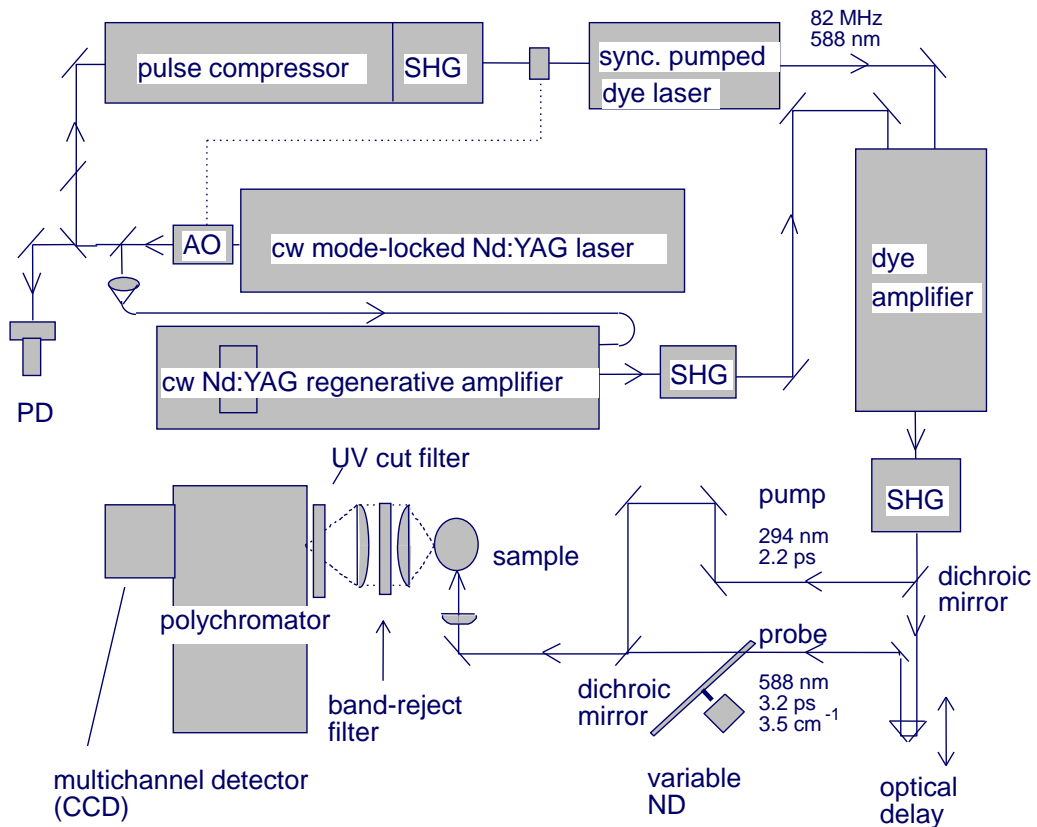 82 MHz
588 nm
pulse compressor
SHG
sync. pumped
dye laser
AO
cw mode-locked Nd:YAG laser
dye
amplifier
cw Nd:YAG regenerative amplifier
SHG
PD
UV cut filter
SHG
pump
294 nm
2.2 ps
sample
dichroic
mirror
polychromator
probe
588 nm
3.2 ps
3.5 cm⁻¹
dichroic
mirror
band-reject
filter
multichannel detector
(CCD)
variable
ND
optical
delay